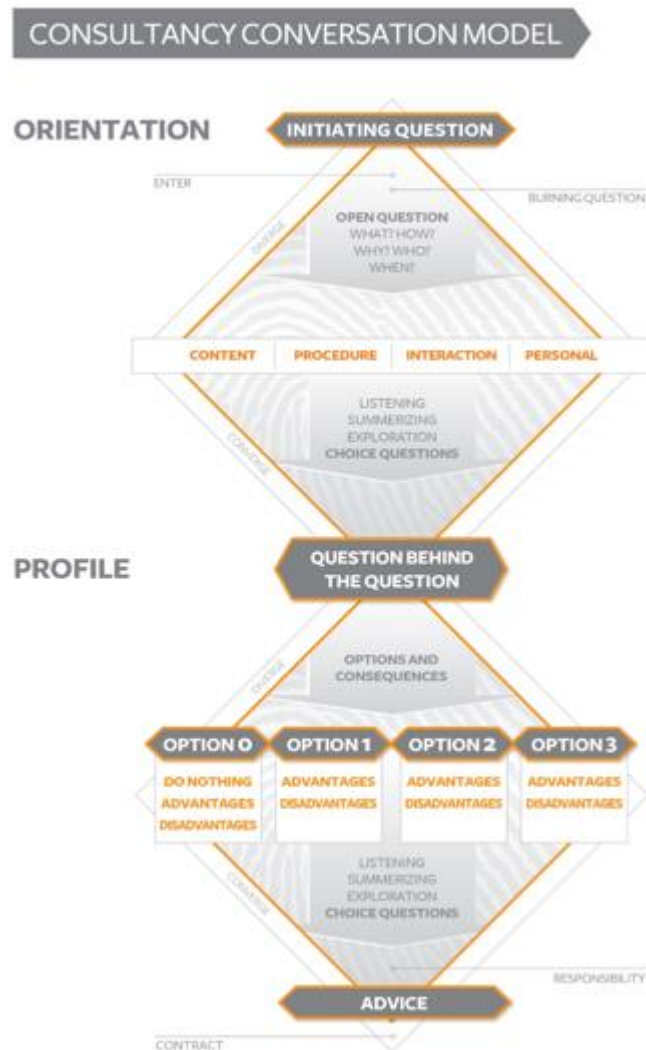 CONSULTANCY CONVERSATION MODEL
ORIENTATION
INITIATING QUESTION
ENTER
BURNING QUESTION
DIVERGE
OPEN QUESTION
WHAT? HOW?
WHY? WHO?
WHEN?
CONTENT PROCEDURE INTERACTION PERSONAL
LISTENING
SUMMERIZING
EXPLORATION
CHOICE QUESTIONS
CONVERGE
PROFILE
QUESTION BEHIND
THE QUESTION
DIVERGE
OPTIONS AND
CONSEQUENCES
OPTION 0 OPTION 1 OPTION 2 OPTION 3
DO NOTHING ADVANTAGES ADVANTAGES ADVANTAGES
ADVANTAGES DISADVANTAGES DISADVANTAGES DISADVANTAGES
DISADVANTAGES
LISTENING
SUMMERIZING
EXPLORATION
CHOICE QUESTIONS
CONVERGE
RESPONSIBILITY
ADVICE
CONTRACT